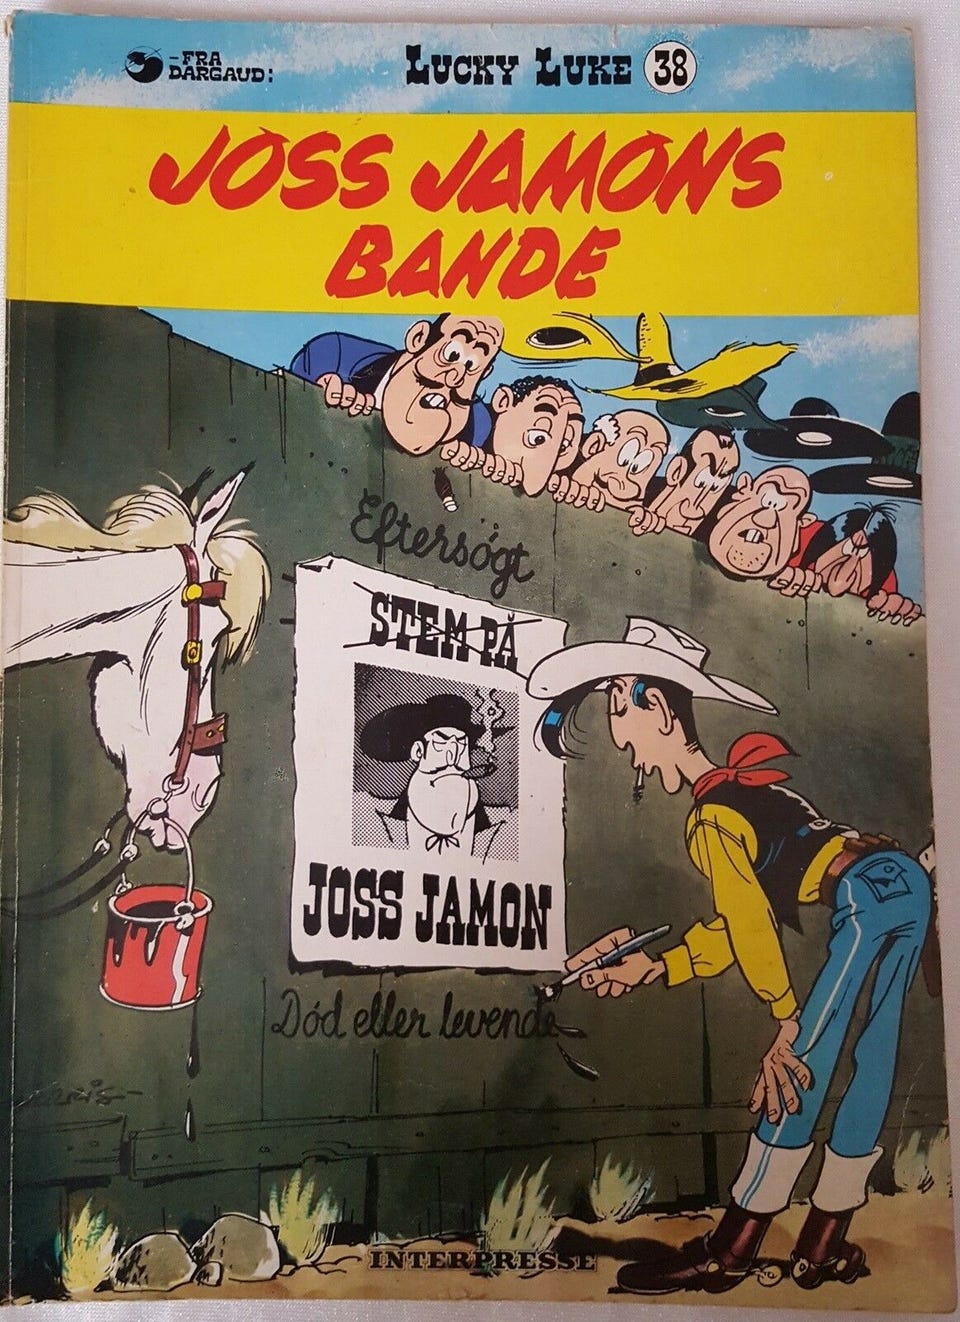 -FRA
DARGAUD:
LUCKY LUKE 38
JOSS JAMONS
BANDE
Eftersøgt
STEM PÅ
JOSS JAMON
Død eller levende
INTERPRESSE